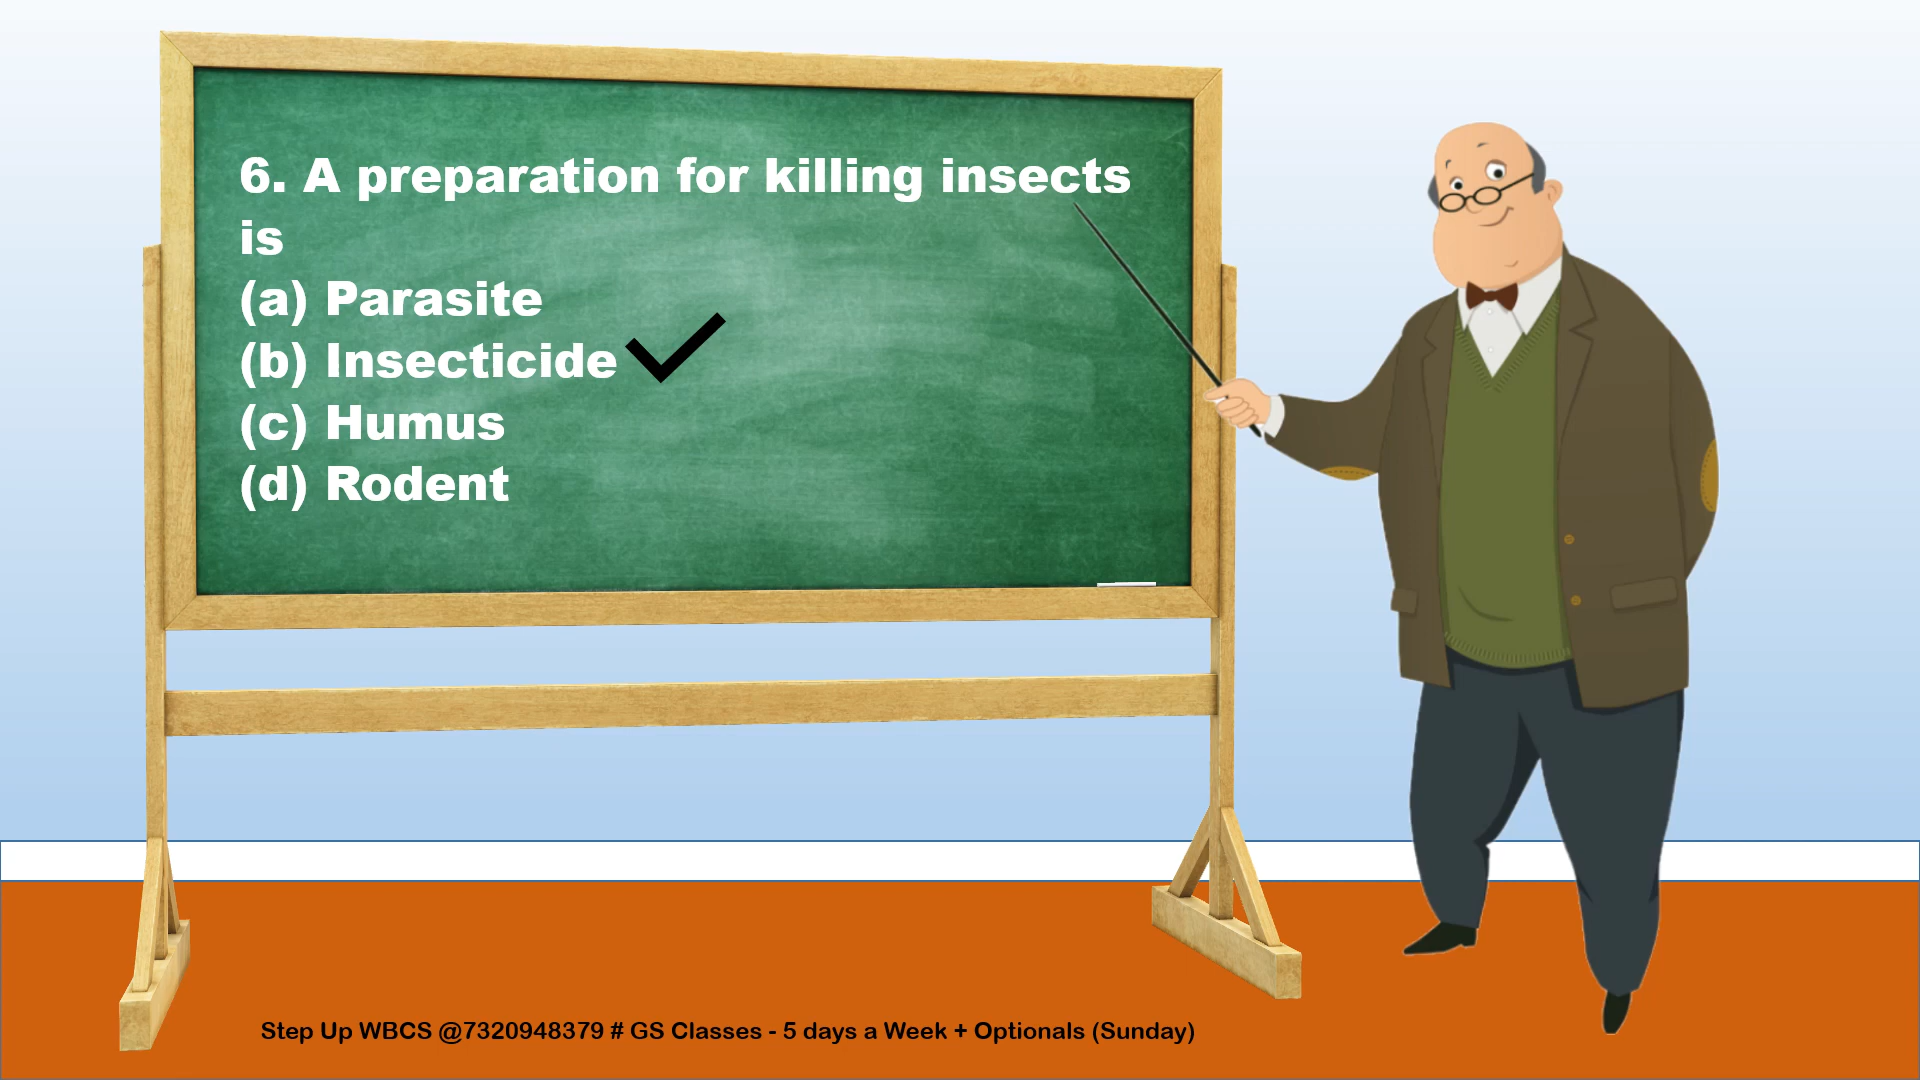 6. A preparation for killing insects
is
(a) Parasite
(b) Insecticide
(c) Humus
(d) Rodent
Step Up WBCS @7320948379 # GS Classes - 5 days a Week + Optionals (Sunday)